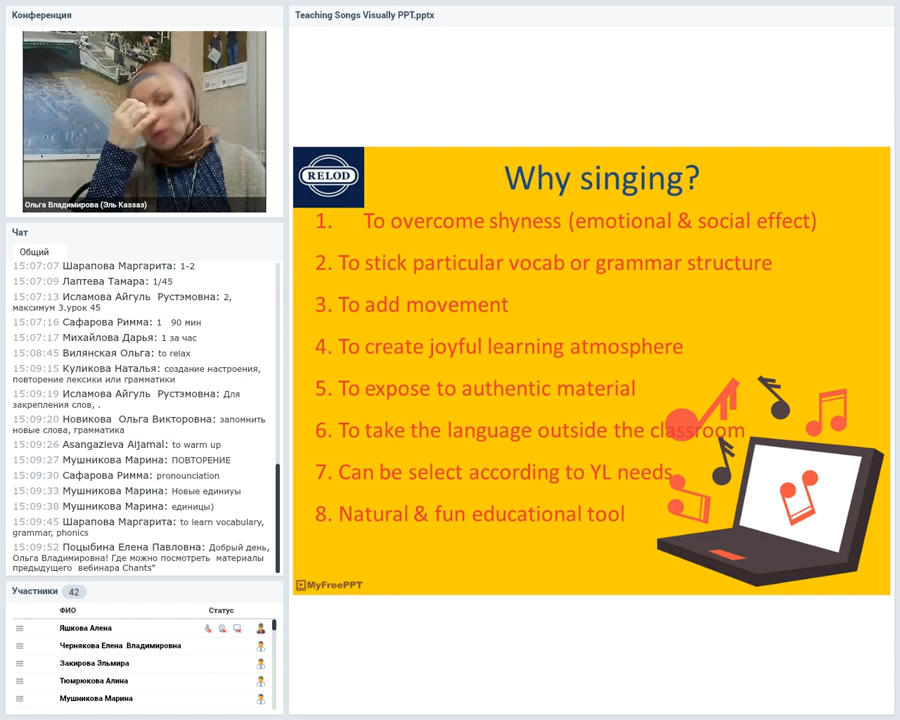 Конференция
Ольга Владимирова (Эль Каззаз)
Чат
Общий
15:07:07 Шарапова Маргарита: 1-2
15:07:09 Лаптева Тамара: 1/45
15:07:13 Исламова Айгуль Рустэмовна: 2,
максимум 3.урок 45
15:07:16 Сафарова Римма: 1 90 мин
15:07:17 Михайлова Дарья: 1 за час
15:08:45 Вилянская Ольга: to relax
15:09:15 Куликова Наталья: создание настроения,
повторение лексики или грамматики
15:09:19 Исламова Айгуль Рустэмовна: Для
закрепления слов, .
15:09:20 Новикова Ольга Викторовна: запомнить
новые слова, грамматика
15:09:26 Asangazieva Aijamal: to warm up
15:09:27 Мушникова Марина: ПОВТОРЕНИЕ
15:09:30 Сафарова Римма: pronounciation
15:09:33 Мушникова Марина: Новые единиуы
15:09:38 Мушникова Марина: единицы)
15:09:45 Шарапова Маргарита: to learn vocabulary,
grammar, phonics
15:09:52 Поцыбина Елена Павловна: Добрый день,
Ольга Владимировна! Где можно посмотреть материалы
предыдущего вебинара Chants"
Участники 42
ФИО Статус
Яшкова Алена
Чернякова Елена Владимировна
Закирова Эльмира
Тюмрюкова Алина
Мушникова Марина
Teaching Songs Visually PPT.pptx
RELOD
Why singing?
1. To overcome shyness (emotional & social effect)
2. To stick particular vocab or grammar structure
3. To add movement
4. To create joyful learning atmosphere
5. To expose to authentic material
6. To take the language outside the classroom
7. Can be select according to YL needs
8. Natural & fun educational tool
MyFreePPT